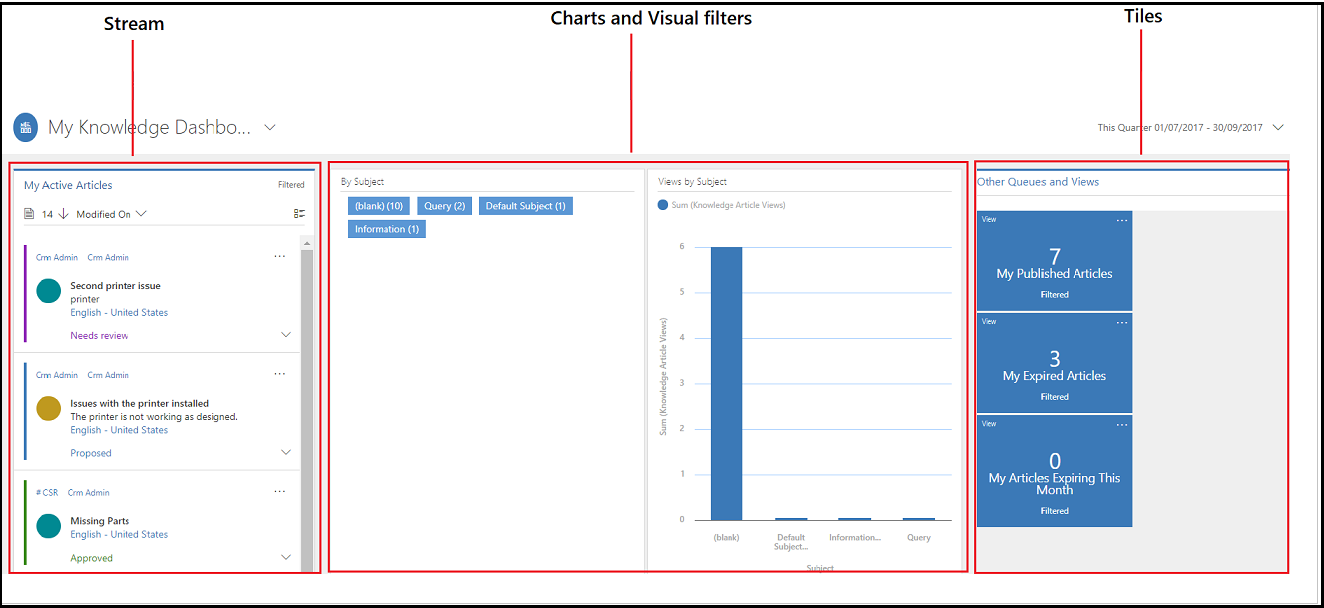 Stream
Charts and Visual filters
Tiles
My Knowledge Dashbo...
This Quarter 01/07/2017 - 30/09/2017
My Active Articles
Filtered
14 Modified On
Crm Admin Crm Admin
...
Second printer issue
printer
English - United States
Needs review
Crm Admin Crm Admin
...
Issues with the printer installed
The printer is not working as designed.
English - United States
Proposed
# CSR Crm Admin
...
Missing Parts
English - United States
Approved
By Subject
(blank) (10) Query (2) Default Subject (1)
Information (1)
Views by Subject
Sum (Knowledge Article Views)
Sum (Knowledge Article Views)
6
5
4
3
2
1
0
(blank) Default Information... Query
Subject...
Subject
Other Queues and Views
View ...
7
My Published Articles
Filtered
View ...
3
My Expired Articles
Filtered
View ...
0
My Articles Expiring This
Month
Filtered